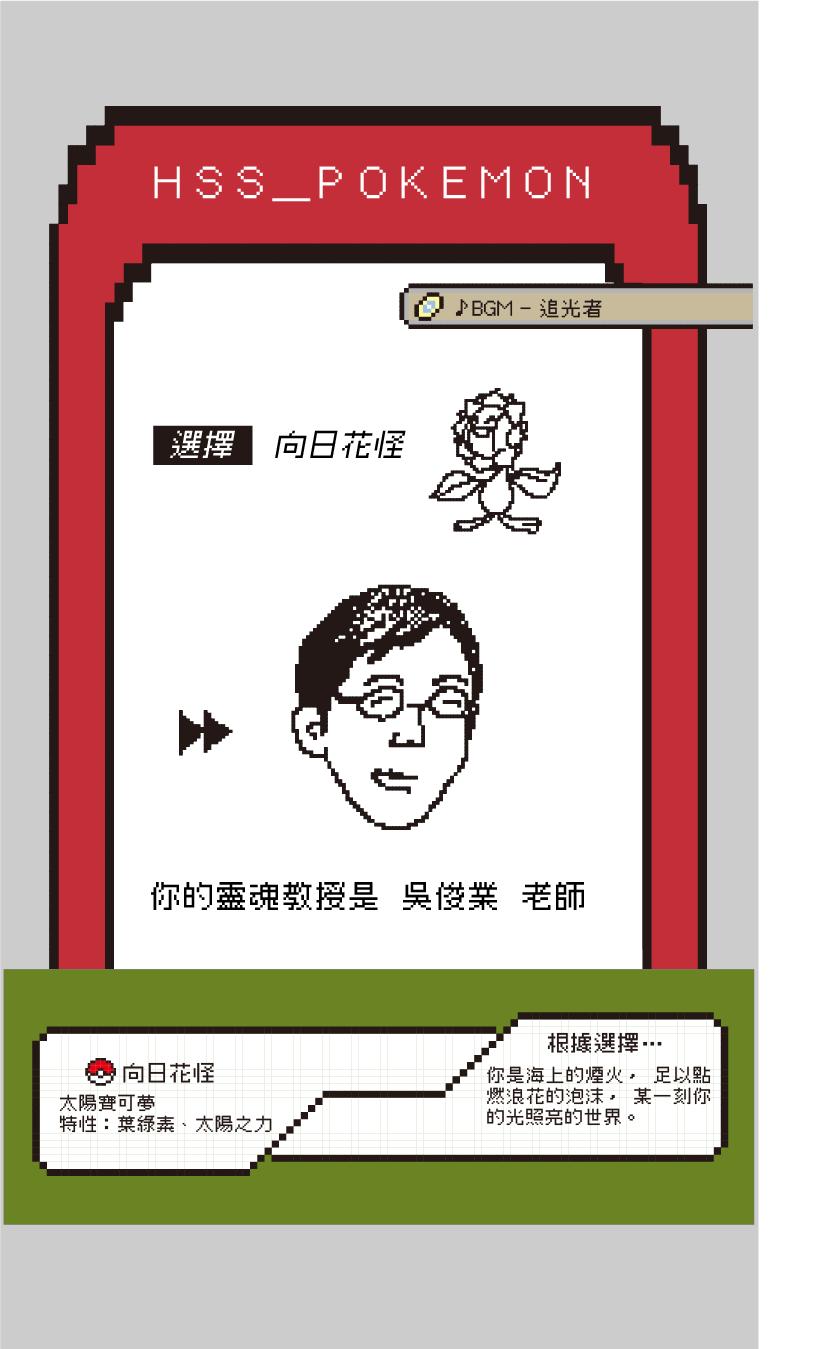 HSS_POKEMON
♪BGM - 追光者
選擇 向日花怪
你的靈魂教授是 吳俊業 老師
向日花怪
太陽寶可夢
特性：葉綠素、太陽之力
根據選擇…
你是海上的煙火， 足以點
燃浪花的泡沫， 某一刻你
的光照亮的世界。